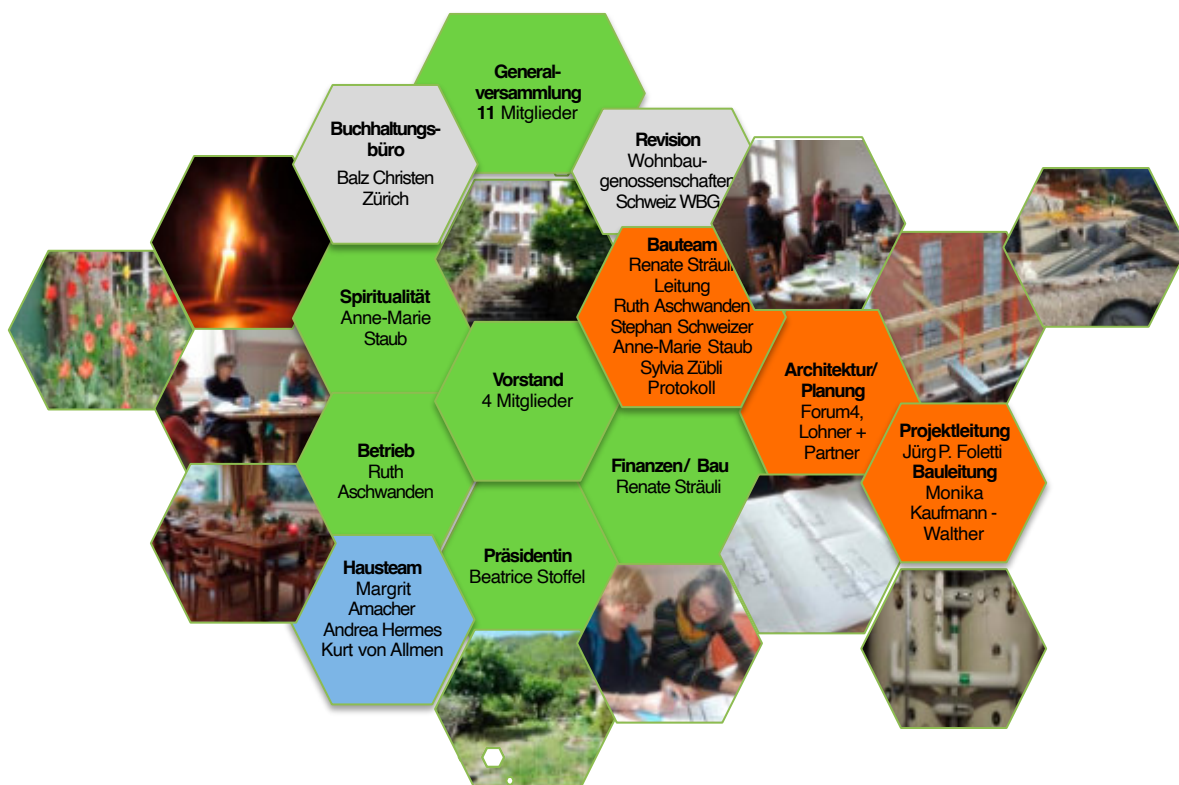 General-
versammlung
11 Mitglieder
Buchhaltungs-
büro
Balz Christen
Zürich
Revision
Wohnbau-
genossenschaften
Schweiz WBG
Spiritualität
Anne-Marie
Staub
Bauteam
Renate Sträuli
Leitung
Ruth Aschwanden
Stephan Schweizer
Anne-Marie Staub
Sylvia Zübli
Protokoll
Vorstand
4 Mitglieder
Architektur/
Planung
Forum4,
Lohner +
Partner
Betrieb
Ruth
Aschwanden
Finanzen/ Bau
Renate Sträuli
Projektleitung
Jürg P. Foletti
Bauleitung
Monika
Kaufmann -
Walther
Präsidentin
Beatrice Stoffel
Hausteam
Margrit
Amacher
Andrea Hermes
Kurt von Allmen